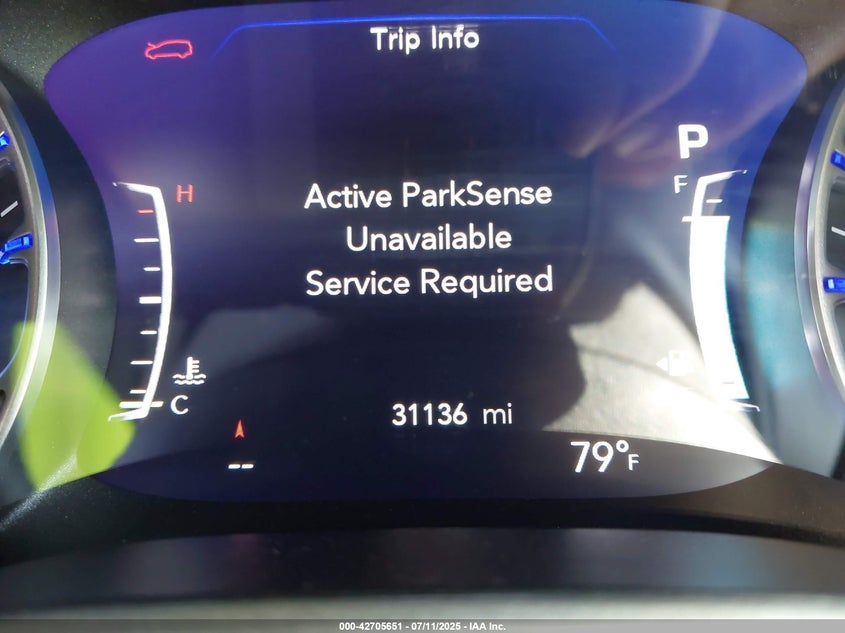 Trip Info
P
H
F
Active ParkSense
Unavailable
Service Required
C
31136 mi
--
79°F
000-42705651 - 07/11/2025 - IAA Inc.